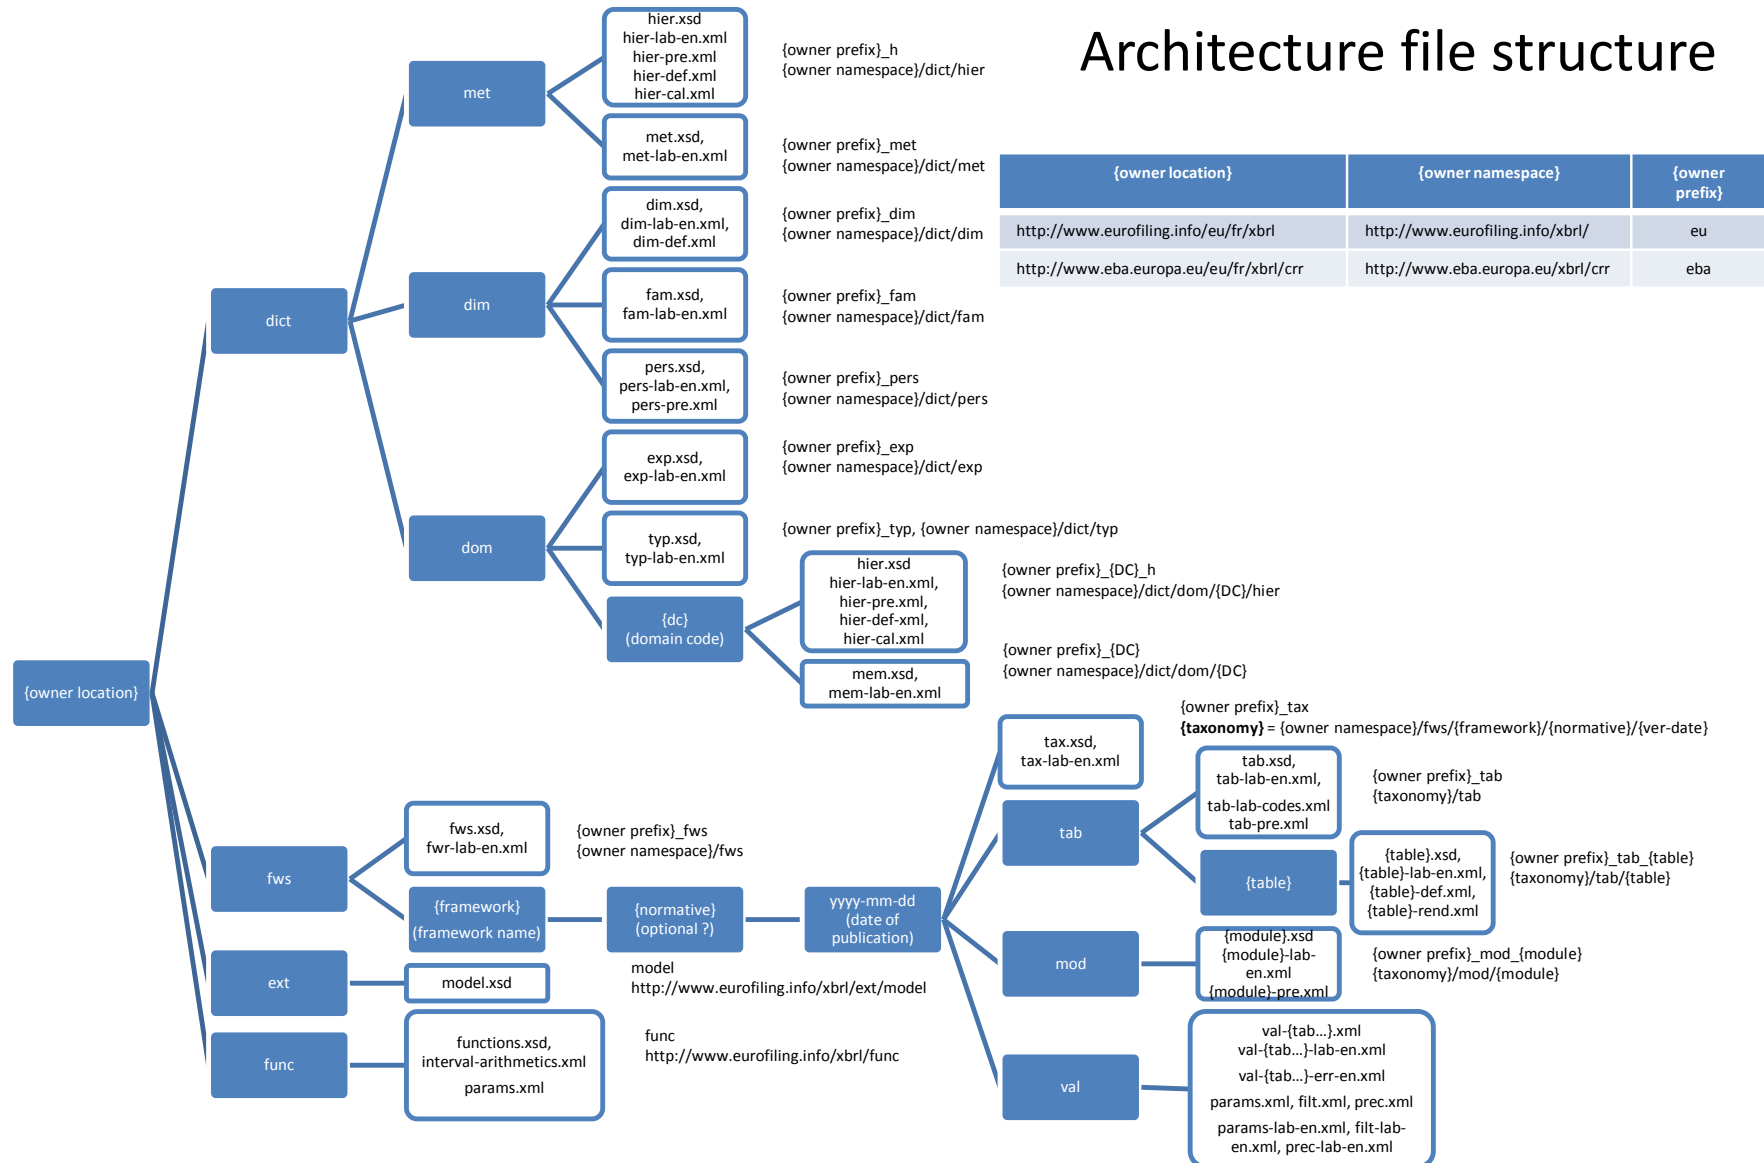 Architecture file structure
hier.xsd
hier-lab-en.xml
hier-pre.xml
hier-def.xml
hier-cal.xml
{owner prefix}_h
{owner namespace}/dict/hier
met
met.xsd,
met-lab-en.xml
{owner prefix}_met
{owner namespace}/dict/met
{owner location}
{owner namespace}
{owner
prefix}
http://www.eurofiling.info/eu/fr/xbrl
http://www.eurofiling.info/xbrl/
eu
http://www.eba.europa.eu/eu/fr/xbrl/crr
http://www.eba.europa.eu/xbrl/crr
eba
dim.xsd,
dim-lab-en.xml,
dim-def.xml
{owner prefix}_dim
{owner namespace}/dict/dim
dict
dim
fam.xsd,
fam-lab-en.xml
{owner prefix}_fam
{owner namespace}/dict/fam
pers.xsd,
pers-lab-en.xml,
pers-pre.xml
{owner prefix}_pers
{owner namespace}/dict/pers
exp.xsd,
exp-lab-en.xml
{owner prefix}_exp
{owner namespace}/dict/exp
dom
typ.xsd,
typ-lab-en.xml
{owner prefix}_typ, {owner namespace}/dict/typ
{dc}
(domain code)
hier.xsd
hier-lab-en.xml,
hier-pre.xml,
hier-def-xml,
hier-cal.xml
{owner prefix}_{DC}_h
{owner namespace}/dict/dom/{DC}/hier
mem.xsd,
mem-lab-en.xml
{owner prefix}_{DC}
{owner namespace}/dict/dom/{DC}
{owner location}
tax.xsd,
tax-lab-en.xml
{owner prefix}_tax
{taxonomy} = {owner namespace}/fws/{framework}/{normative}/{ver-date}
fws
fws.xsd,
fwr-lab-en.xml
{owner prefix}_fws
{owner namespace}/fws
{framework}
(framework name)
{normative}
(optional ?)
yyyy-mm-dd
(date of
publication)
tab
tab.xsd,
tab-lab-en.xml,
tab-lab-codes.xml
tab-pre.xml
{owner prefix}_tab
{taxonomy}/tab
{table}
{table}.xsd,
{table}-lab-en.xml,
{table}-def.xml,
{table}-rend.xml
{owner prefix}_tab_{table}
{taxonomy}/tab/{table}
mod
{module}.xsd
{module}-lab-
en.xml
{module}-pre.xml
{owner prefix}_mod_{module}
{taxonomy}/mod/{module}
ext
model.xsd
model
http://www.eurofiling.info/xbrl/ext/model
func
functions.xsd,
interval-arithmetics.xml
params.xml
func
http://www.eurofiling.info/xbrl/func
val
val-{tab...}.xml
val-{tab...}-lab-en.xml
val-{tab...}-err-en.xml
params.xml, filt.xml, prec.xml
params-lab-en.xml, filt-lab-
en.xml, prec-lab-en.xml